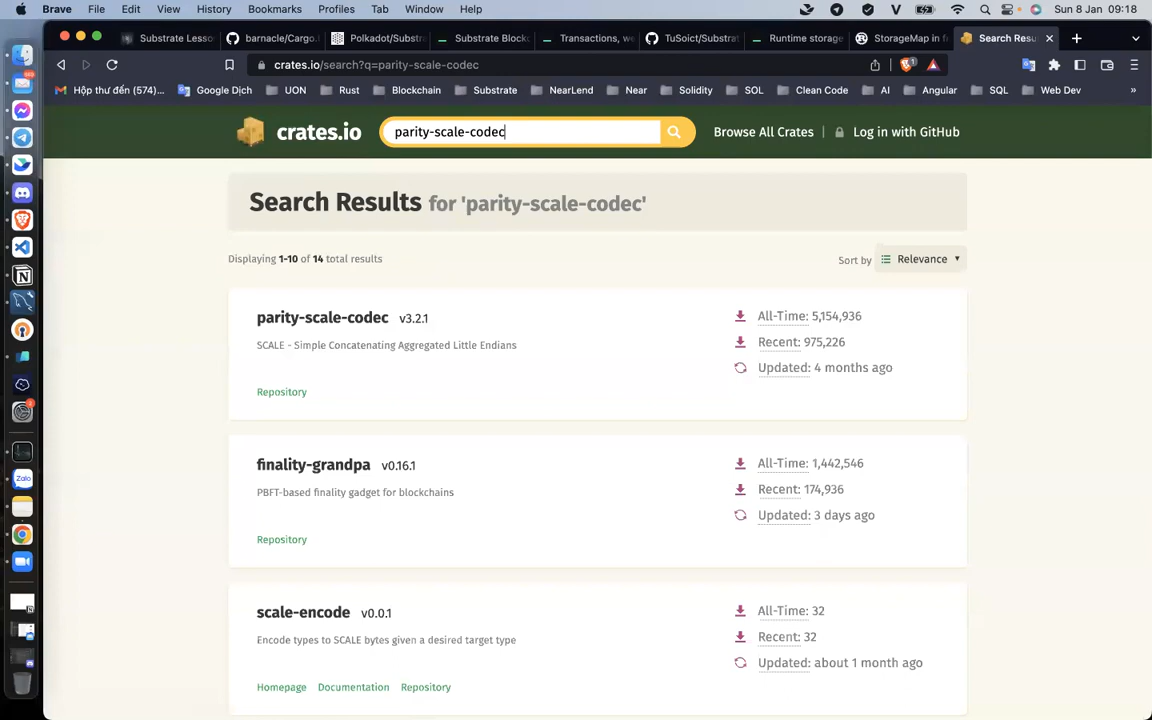 Brave File Edit View History Bookmarks Profiles Tab Window Help Sun 8 Jan 09:18
Substrate Lesso barnacle/Cargo. Polkadot/Substr Substrate Block Transactions, we TuSoict/Substrat Runtime storage StorageMap in f Search Resu
crates.io/search?q=parity-scale-codec 1
Hộp thư đến (574)... Google Dịch UON Rust Blockchain Substrate NearLend Near Solidity SOL Clean Code AI Angular SQL Web Dev »
crates.io parity-scale-codec Browse All Crates Log in with GitHub
Search Results for 'parity-scale-codec'
Displaying 1-10 of 14 total results Sort by Relevance
parity-scale-codec v3.2.1
SCALE - Simple Concatenating Aggregated Little Endians
Repository
All-Time: 5,154,936
Recent: 975,226
Updated: 4 months ago
finality-grandpa v0.16.1
PBFT-based finality gadget for blockchains
Repository
All-Time: 1,442,546
Recent: 174,936
Updated: 3 days ago
scale-encode v0.0.1
Encode types to SCALE bytes given a desired target type
Homepage Documentation Repository
All-Time: 32
Recent: 32
Updated: about 1 month ago
Zalo